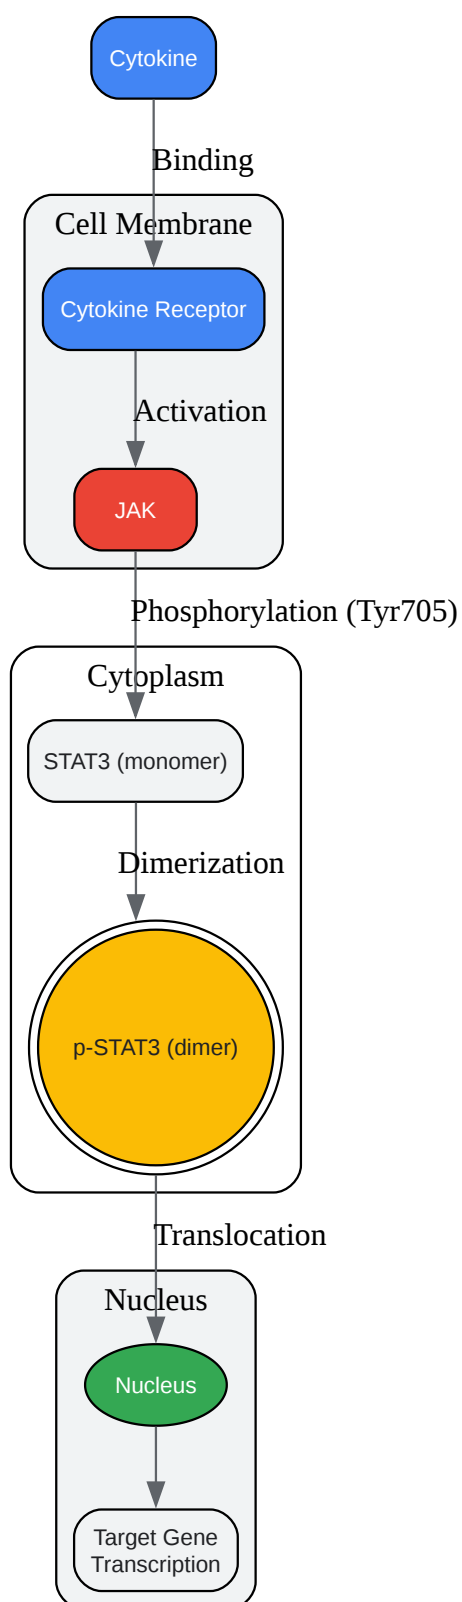 Cytokine
Binding
Cell Membrane
Cytokine Receptor
Activation
JAK
Phosphorylation (Tyr705)
Cytoplasm
STAT3 (monomer)
Dimerization
p-STAT3 (dimer)
Translocation
Nucleus
Nucleus
Target Gene
Transcription